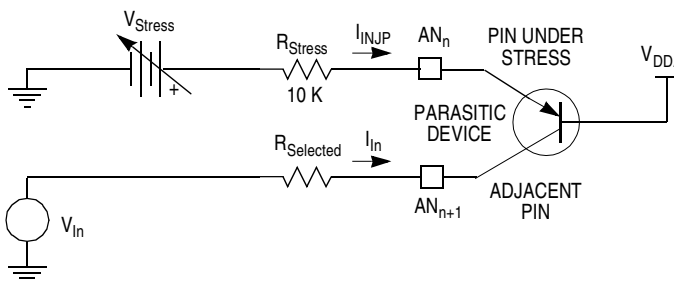 V_Stress
+
R_Stress
10 K
I_INJP
AN_n
PIN UNDER
STRESS
V_DDA
PARASITIC
DEVICE
R_Selected
I_In
AN_n+1
ADJACENT
PIN
V_In